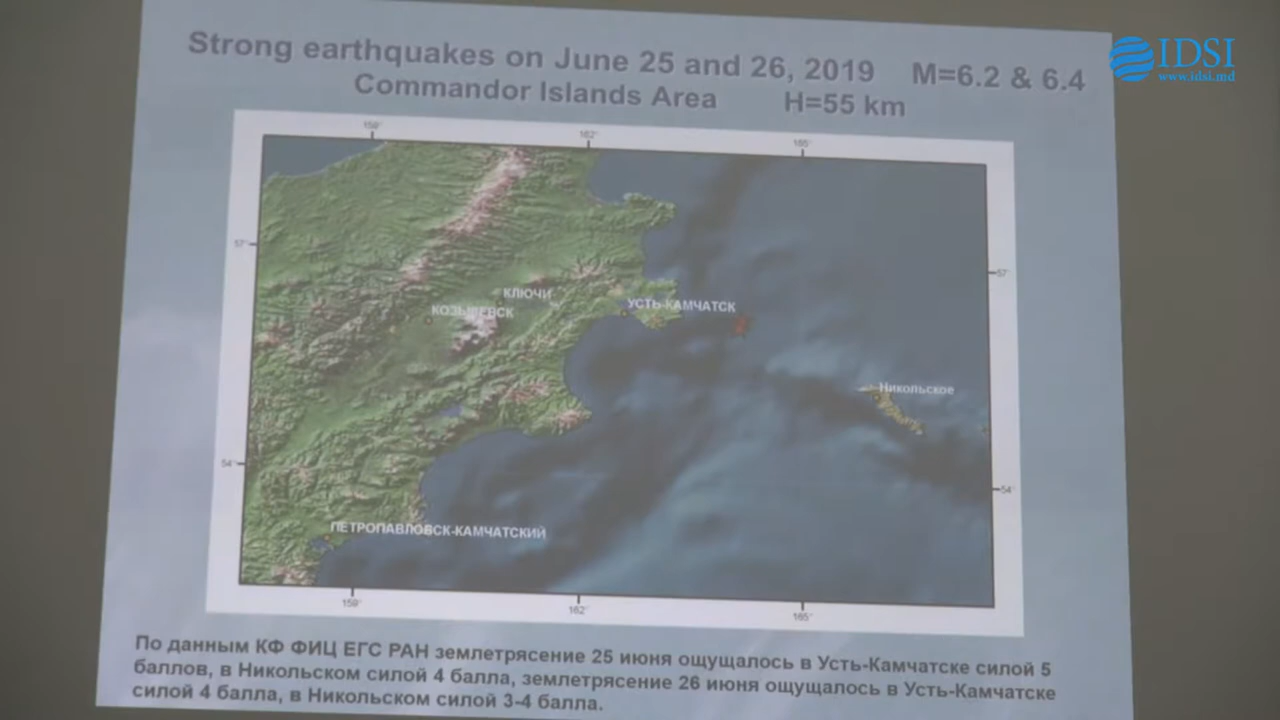 Strong earthquakes on June 25 and 26, 2019 M=6.2 & 6.4
Commandor Islands Area H=55 km
IDSI
www.idsi.md
159° 162° 165°
57° 57°
КЛЮЧИ
КОЗЫРЕВСК
УСТЬ-КАМЧАТСК
Никольское
54° 54°
ПЕТРОПАВЛОВСК-КАМЧАТСКИЙ
159° 162° 165°
По данным КФ ФИЦ ЕГС РАН землетрясение 25 июня ощущалось в Усть-Камчатске силой 5
баллов, в Никольском силой 4 балла, землетрясение 26 июня ощущалось в Усть-Камчатске
силой 4 балла, в Никольском силой 3-4 балла.